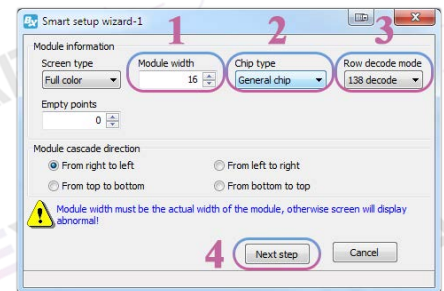 Smart setup wizard-1
1 2 3
Module information
Screen type Module width Chip type Row decode mode
Full color 16 General chip 138 decode
Empty points
0
Module cascade direction
From right to left From left to right
From top to bottom From bottom to top
Module width must be the actual width of the module, otherwise screen will display
abnormal!
4 Next step Cancel